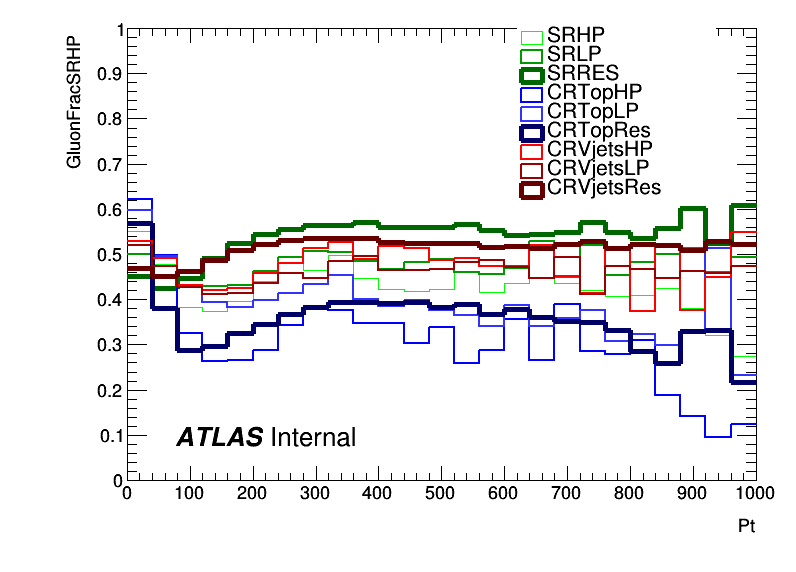 GluonFracSRHP
1
0.9
0.8
0.7
0.6
0.5
0.4
0.3
0.2
0.1
0
SRHP
SRLP
SRRES
CRTopHP
CRTopLP
CRTopRes
CRVjetsHP
CRVjetsLP
CRVjetsRes
ATLAS Internal
0 100 200 300 400 500 600 700 800 900 1000
Pt